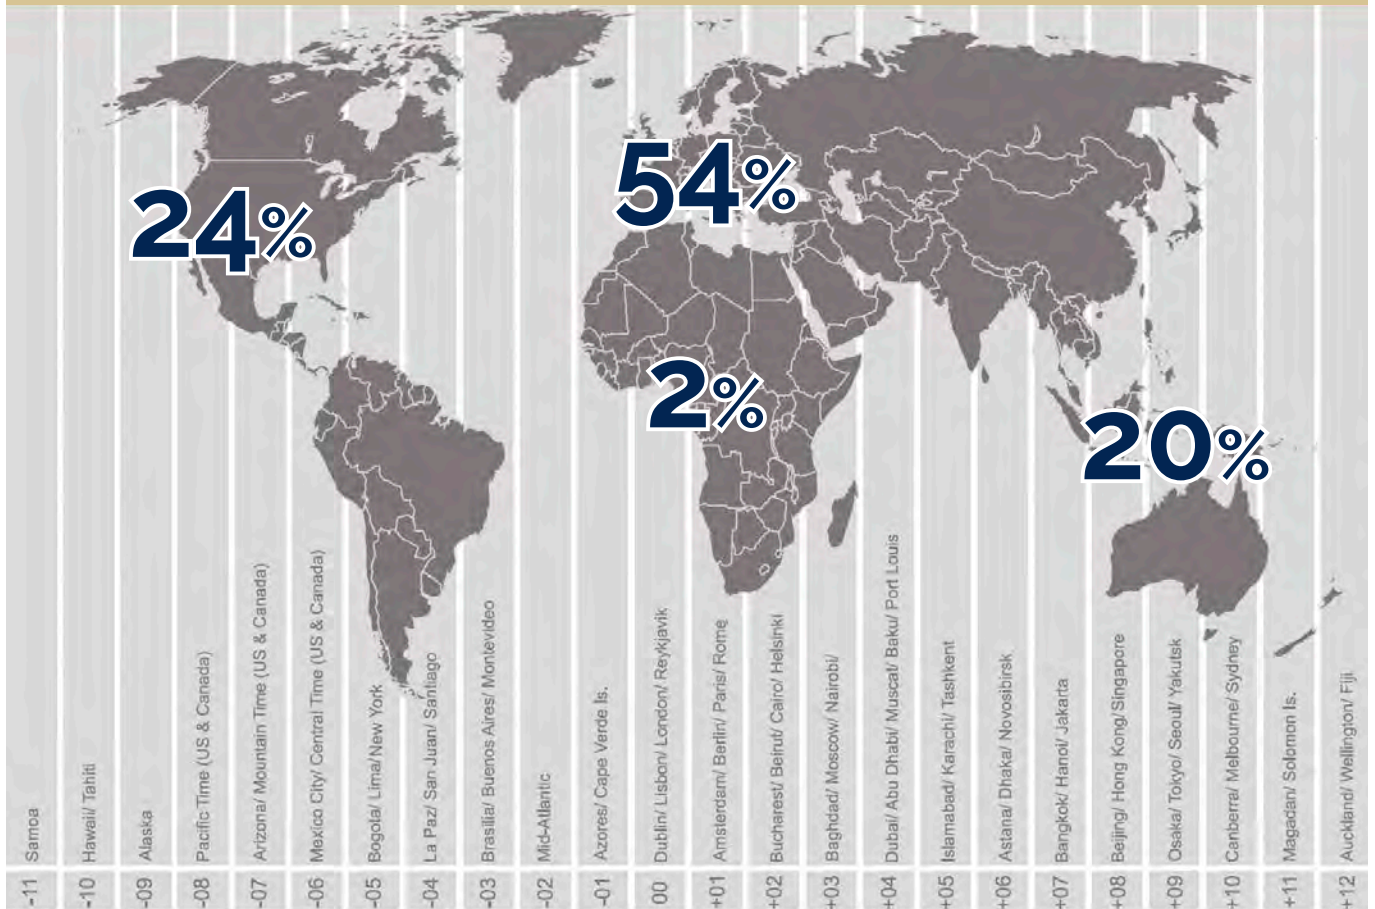 24%
54%
2%
20%
Samoa
Hawaii/ Tahiti
Alaska
Pacific Time (US & Canada)
Arizona/ Mountain Time (US & Canada)
Mexico City/ Central Time (US & Canada)
Bogota/ Lima/New York
La Paz/ San Juan/ Santiago
Brasilia/ Buenos Aires/ Montevideo
Mid-Atlantic
Azores/ Cape Verde Is.
Dublin/ Lisbon/ London/ Reykjavik
Amsterdam/ Berlin/ Paris/ Rome
Bucharest/ Beirut/ Cairo/ Helsinki
Baghdad/ Moscow/ Nairobi/
Dubai/ Abu Dhabi/ Muscat/ Baku/ Port Louis
Islamabad/ Karachi/ Tashkent
Astana/ Dhaka/ Novosibirsk
Bangkok/ Hanoi/ Jakarta
Beijing/ Hong Kong/Singapore
Osaka/ Tokyo/ Seoul/ Yakutsk
Canberra/ Melbourne/ Sydney
Magadan/ Solomon Is.
Auckland/ Wellington/ Fiji
-11
-10
-09
-08
-07
-06
-05
-04
-03
-02
-01
00
+01
+02
+03
+04
+05
+06
+07
+08
+09
+10
+11
+12